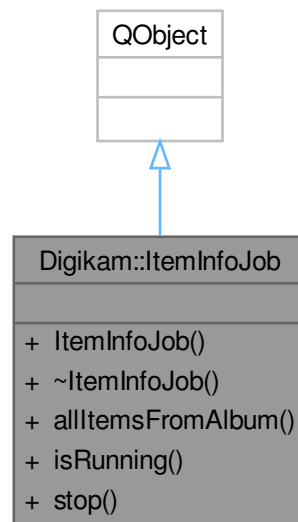 QObject
Digikam::ItemInfoJob
+ ItemInfoJob()
+ ~ItemInfoJob()
+ allItemsFromAlbum()
+ isRunning()
+ stop()